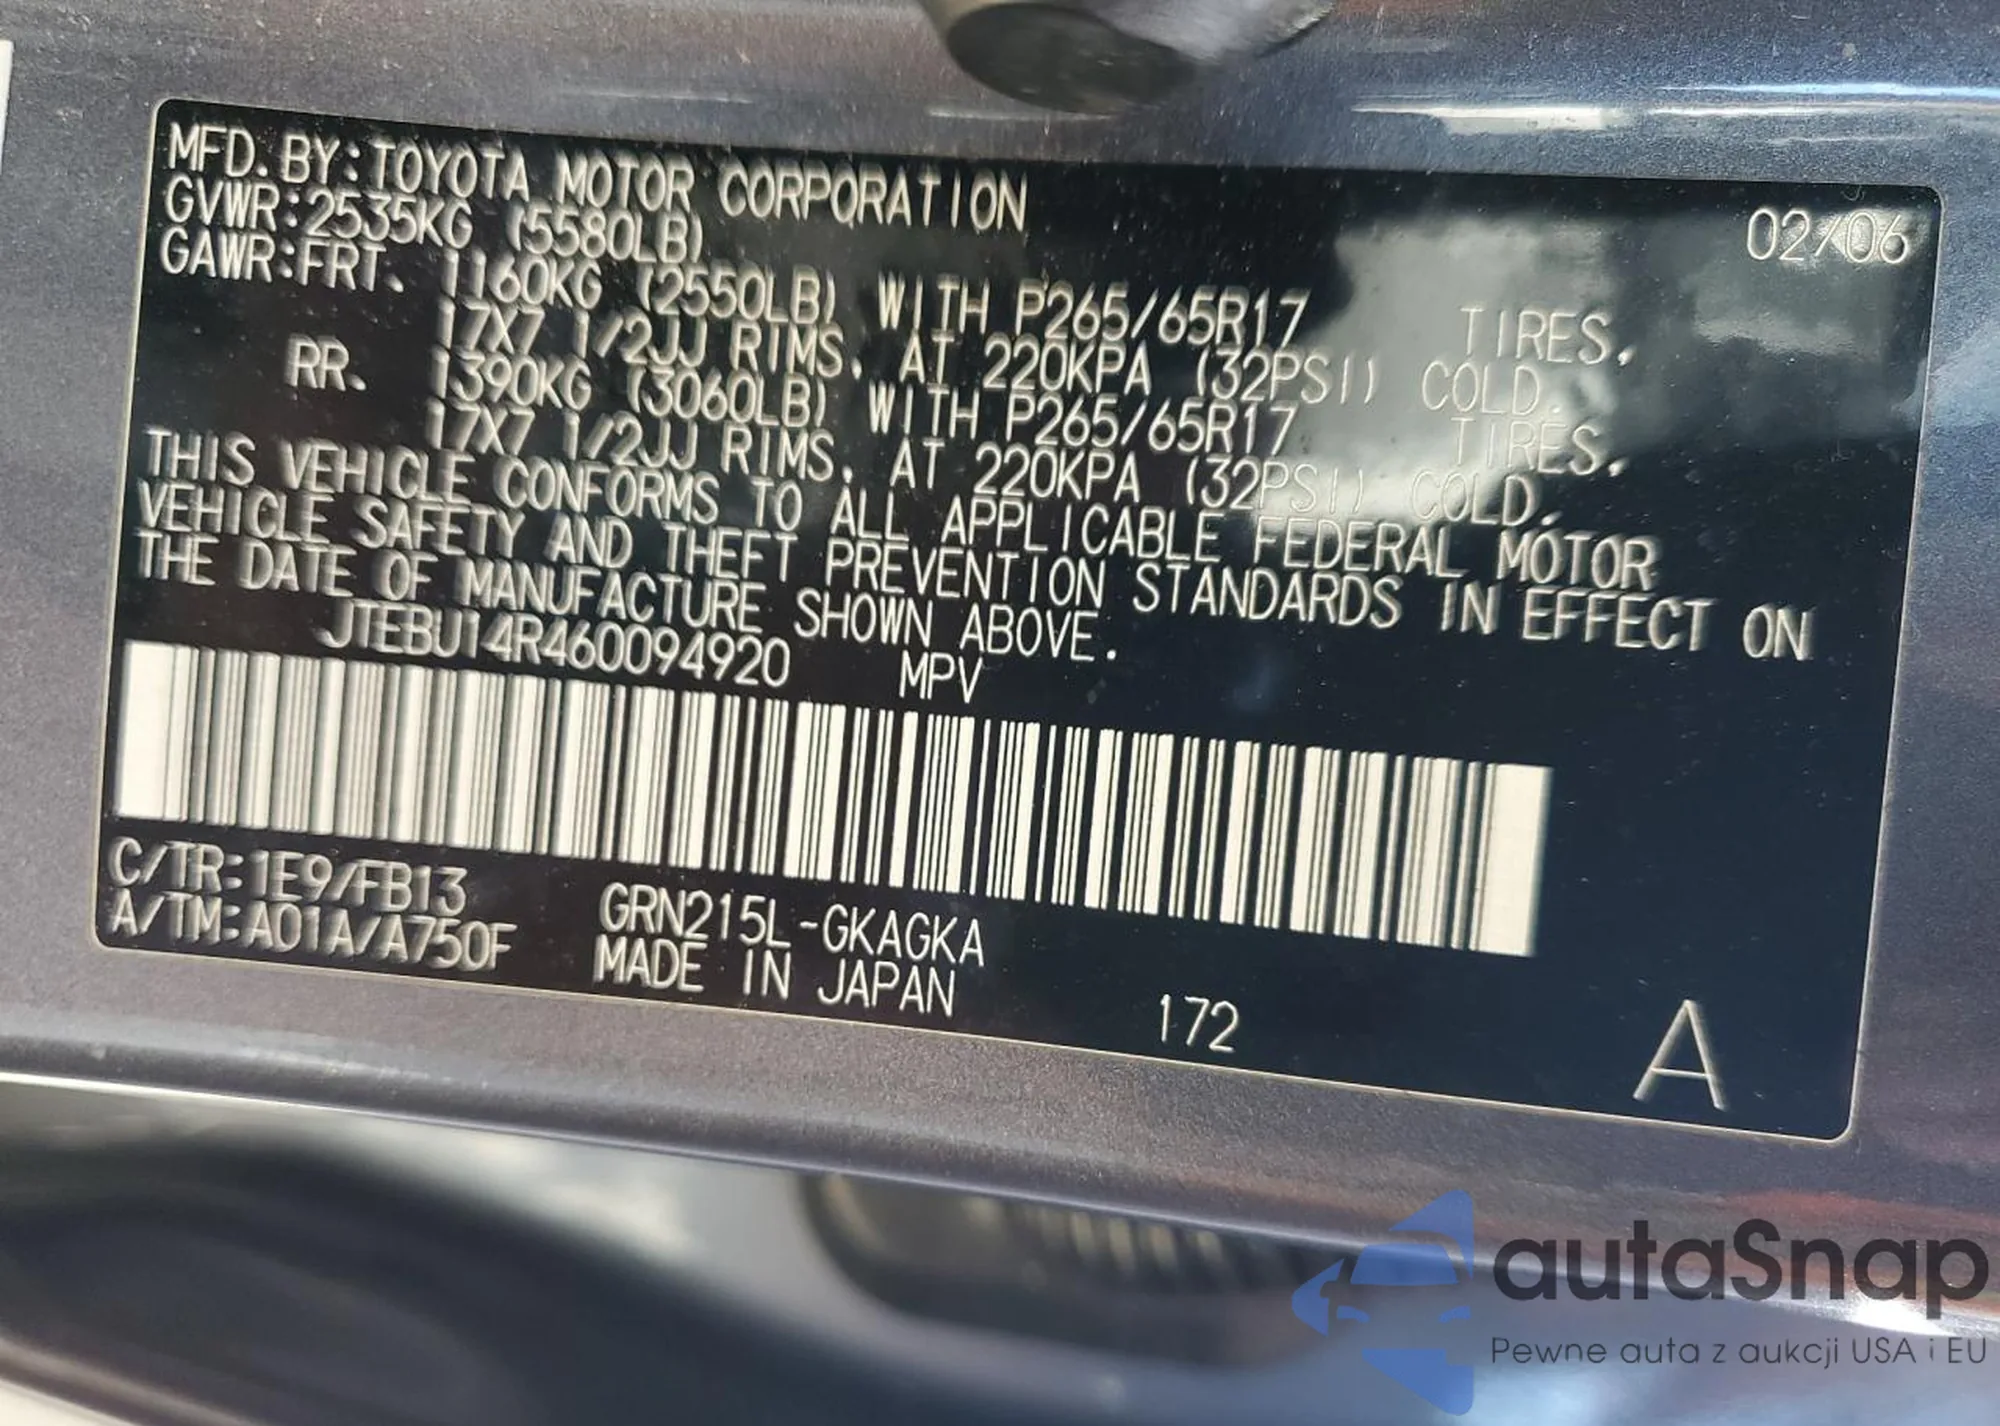 MFD. BY: TOYOTA MOTOR CORPORATION 02/06
GVWR: 2535KG (5580LB)
GAWR: FRT. 1160KG (2550LB) WITH P265/65R17 TIRES,
17X7 1/2JJ RIMS, AT 220KPA (32PSI) COLD.
RR. 1390KG (3060LB) WITH P265/65R17 TIRES,
17X7 1/2JJ RIMS, AT 220KPA (32PSI) COLD.
THIS VEHICLE CONFORMS TO ALL APPLICABLE FEDERAL MOTOR
VEHICLE SAFETY AND THEFT PREVENTION STANDARDS IN EFFECT ON
THE DATE OF MANUFACTURE SHOWN ABOVE.
JTEBU14R460094920 MPV
C/TR: 1E9/FB13
A/TM: A01A/A750F
GRN215L-GKAGKA
MADE IN JAPAN
172
A
autaSnap
Pewne auta z aukcji USA i EU